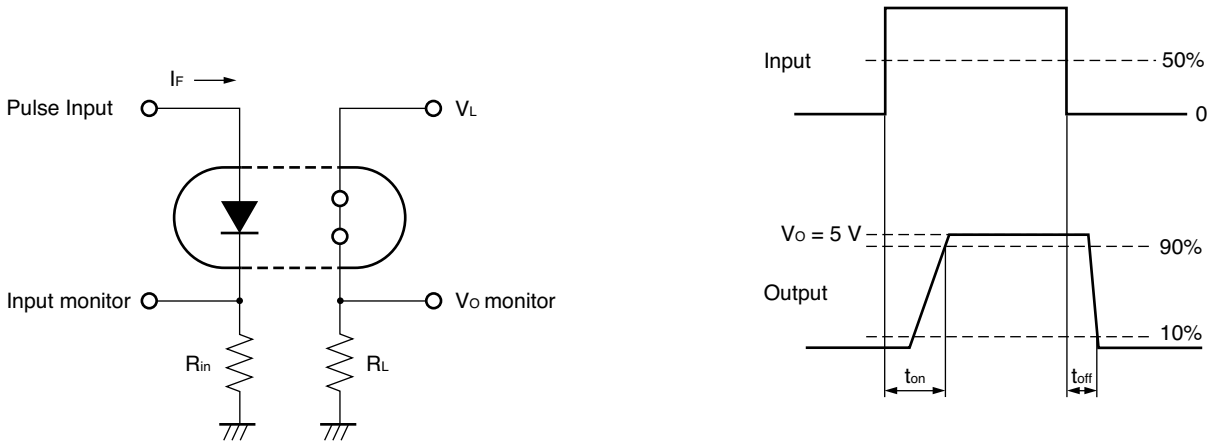 IF
Pulse Input
VL
Input monitor
VO monitor
Rin
RL
Input
50%
0
VO = 5 V
90%
Output
10%
ton
toff